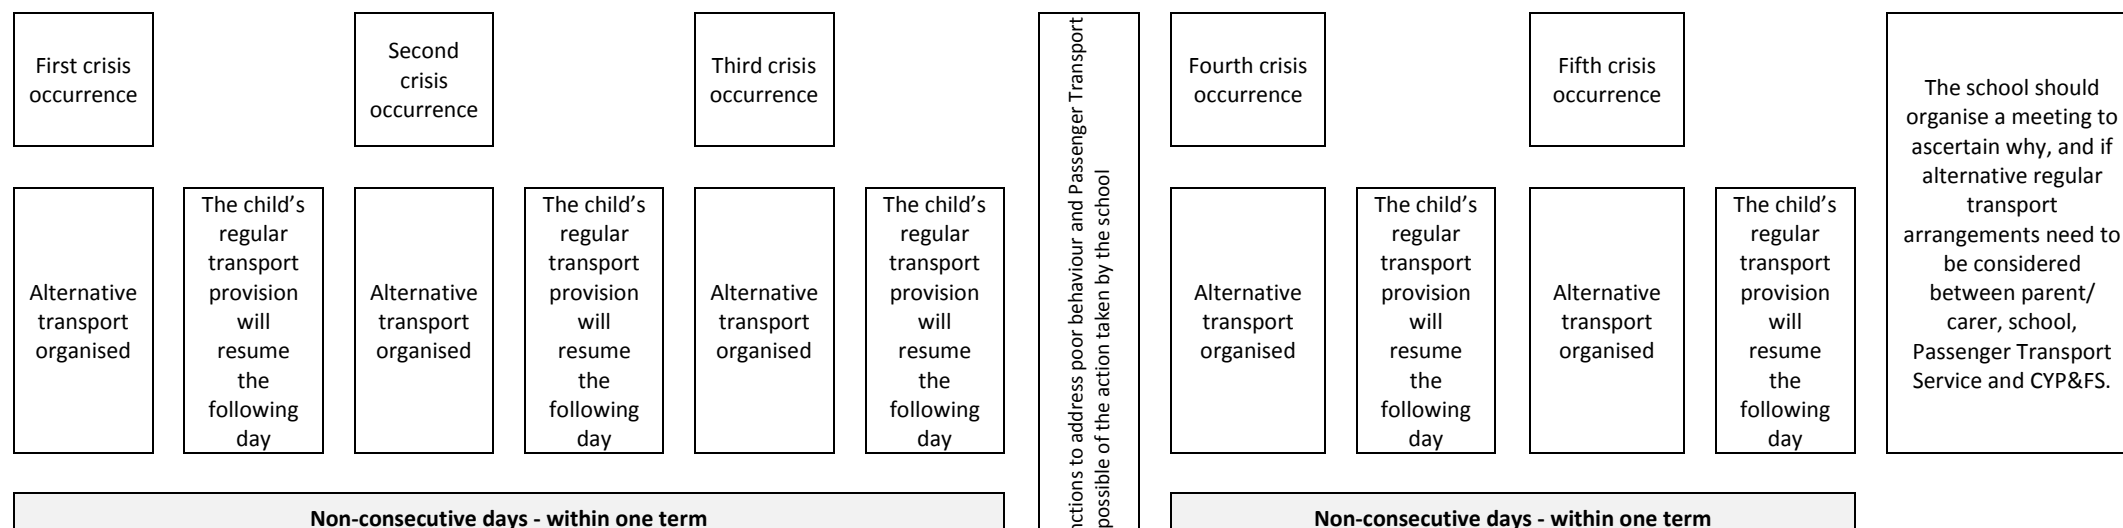 First crisis
occurrence
Second
crisis
occurrence
Third crisis
occurrence
Alternative
transport
organised
The child's
regular
transport
provision
will
resume
the
following
day
Alternative
transport
organised
The child's
regular
transport
provision
will
resume
the
following
day
Alternative
transport
organised
The child's
regular
transport
provision
will
resume
the
following
day
Non-consecutive days - within one term
to address poor behaviour and Passenger Transport
possible of the action taken by the school
Fourth crisis
occurrence
Fifth crisis
occurrence
Alternative
transport
organised
The child's
regular
transport
provision
will
resume
the
following
day
Alternative
transport
organised
The child's
regular
transport
provision
will
resume
the
following
day
Non-consecutive days - within one term
The school should
organise a meeting to
ascertain why, and if
alternative regular
transport
arrangements need to
be considered
between parent/
carer, school,
Passenger Transport
Service and CYP&FS.